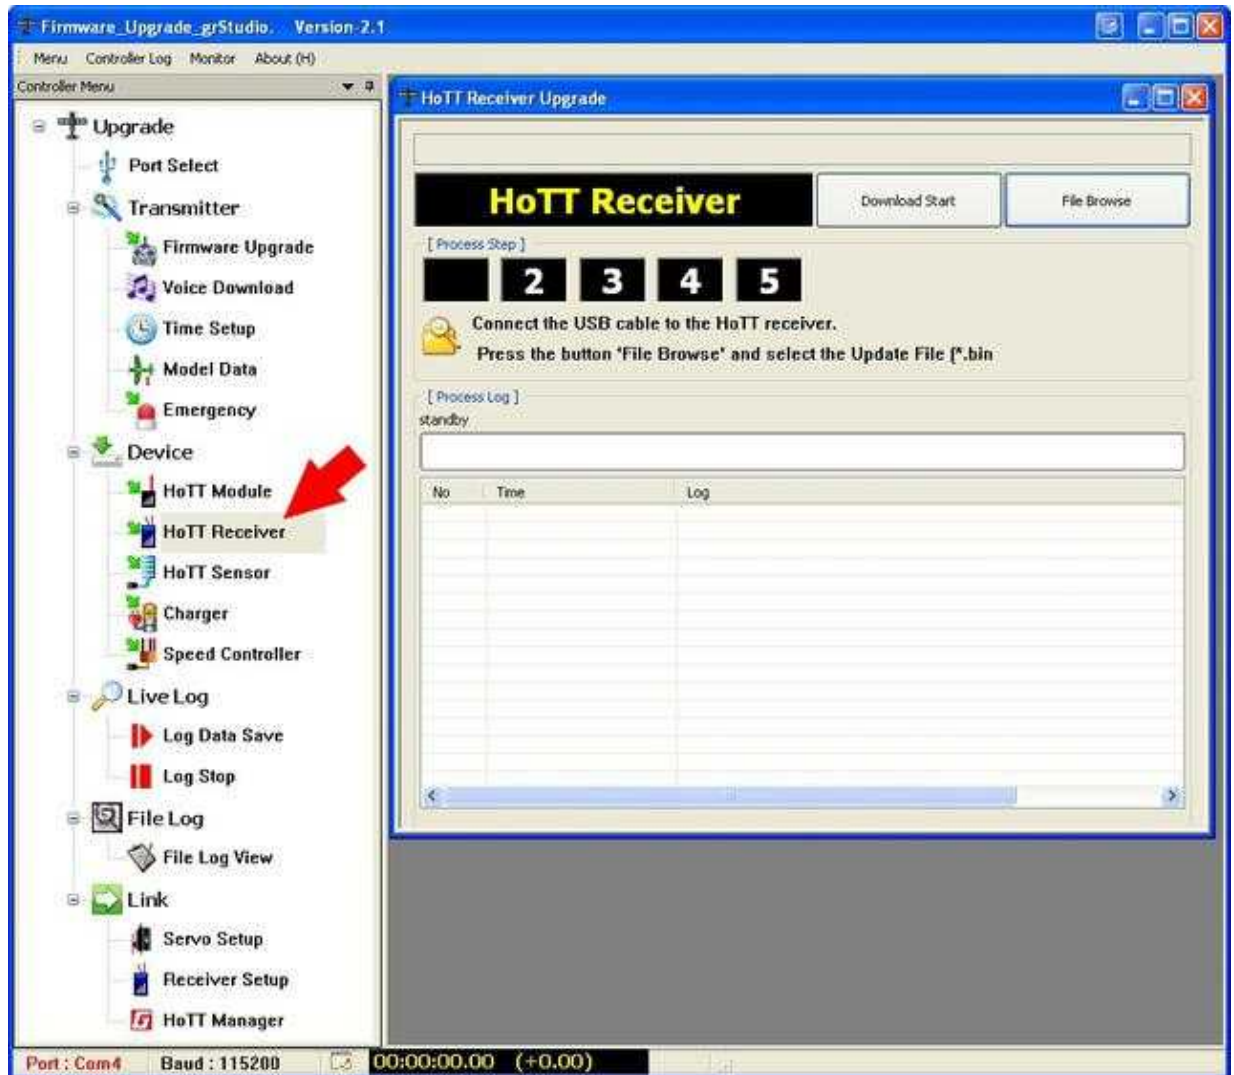 Firmware_Upgrade_grStudio. Version-2.1
Menu Controller Log Monitor About (H)
Controller Menu
Upgrade
Port Select
Transmitter
Firmware Upgrade
Voice Download
Time Setup
Model Data
Emergency
Device
HoTT Module
HoTT Receiver
HoTT Sensor
Charger
Speed Controller
Live Log
Log Data Save
Log Stop
File Log
File Log View
Link
Servo Setup
Receiver Setup
HoTT Manager
HoTT Receiver Upgrade
HoTT Receiver Download Start File Browse
[ Process Step ]
2 3 4 5
Connect the USB cable to the HoTT receiver.
Press the button 'File Browse' and select the Update File (*.bin
[ Process Log ]
standby
No Time Log
Port : Com4 Baud : 115200 00:00:00.00 (+0.00)